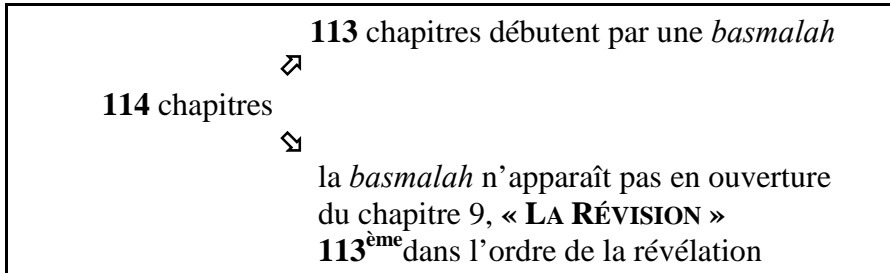 113 chapitres débutent par une basmalah
114 chapitres
la basmalah n’apparaît pas en ouverture
du chapitre 9, « LA RÉVISION »
113ème dans l’ordre de la révélation